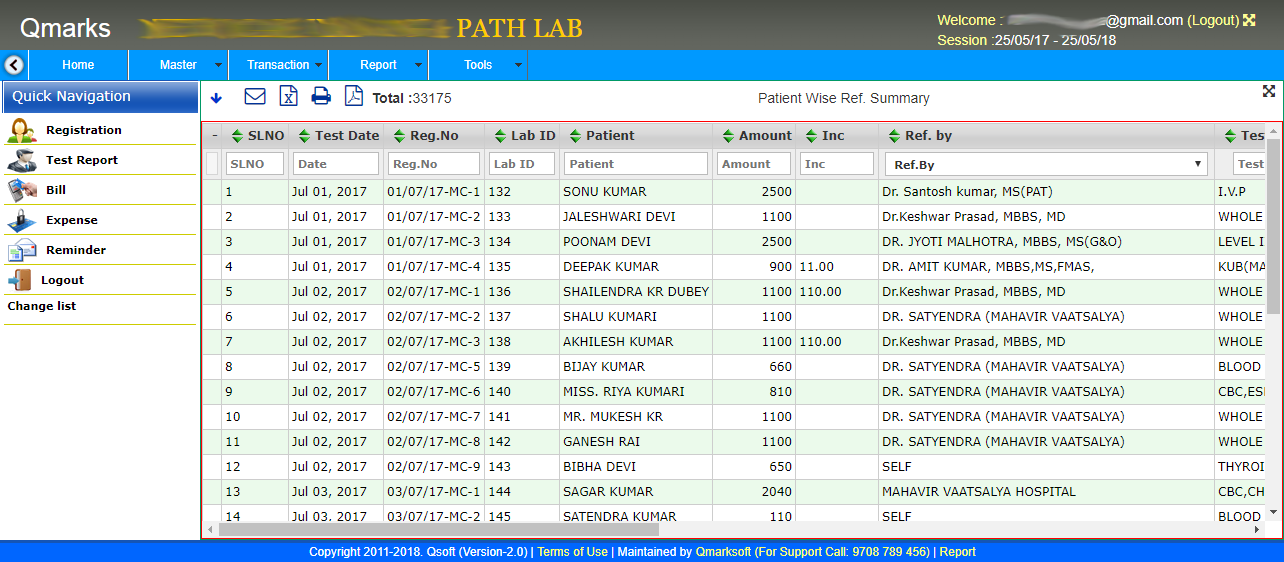 Qmarks PATH LAB Welcome : @gmail.com (Logout)
Session :25/05/17 - 25/05/18
Home Master Transaction Report Tools
Quick Navigation
Registration
Test Report
Bill
Expense
Reminder
Logout
Change list
Total :33175 Patient Wise Ref. Summary
- SLNO Test Date Reg.No Lab ID Patient Amount Inc Ref. by Tes
SLNO Date Reg.No Lab ID Patient Amount Inc Ref.By Test
1 Jul 01, 2017 01/07/17-MC-1 132 SONU KUMAR 2500 Dr. Santosh kumar, MS(PAT) I.V.P
2 Jul 01, 2017 01/07/17-MC-2 133 JALESHWARI DEVI 1100 Dr.Keshwar Prasad, MBBS, MD WHOLE
3 Jul 01, 2017 01/07/17-MC-3 134 POONAM DEVI 2500 DR. JYOTI MALHOTRA, MBBS, MS(G&O) LEVEL I
4 Jul 01, 2017 01/07/17-MC-4 135 DEEPAK KUMAR 900 11.00 DR. AMIT KUMAR, MBBS,MS,FMAS, KUB(MA
5 Jul 02, 2017 02/07/17-MC-1 136 SHAILENDRA KR DUBEY 1100 110.00 Dr.Keshwar Prasad, MBBS, MD WHOLE
6 Jul 02, 2017 02/07/17-MC-2 137 SHALU KUMARI 1100 DR. SATYENDRA (MAHAVIR VAATSALYA) WHOLE
7 Jul 02, 2017 02/07/17-MC-3 138 AKHILESH KUMAR 1100 110.00 Dr.Keshwar Prasad, MBBS, MD WHOLE
8 Jul 02, 2017 02/07/17-MC-5 139 BIJAY KUMAR 660 DR. SATYENDRA (MAHAVIR VAATSALYA) BLOOD
9 Jul 02, 2017 02/07/17-MC-6 140 MISS. RIYA KUMARI 810 DR. SATYENDRA (MAHAVIR VAATSALYA) CBC,ES
10 Jul 02, 2017 02/07/17-MC-7 141 MR. MUKESH KR 1100 DR. SATYENDRA (MAHAVIR VAATSALYA) WHOLE
11 Jul 02, 2017 02/07/17-MC-8 142 GANESH RAI 1100 DR. SATYENDRA (MAHAVIR VAATSALYA) WHOLE
12 Jul 02, 2017 02/07/17-MC-9 143 BIBHA DEVI 650 SELF THYROI
13 Jul 03, 2017 03/07/17-MC-1 144 SAGAR KUMAR 2040 MAHAVIR VAATSALYA HOSPITAL CBC,CH
14 Jul 03, 2017 03/07/17-MC-2 145 SATENDRA KUMAR 110 SELF BLOOD
Copyright 2011-2018. Qsoft (Version-2.0) | Terms of Use | Maintained by Qmarksoft (For Support Call: 9708 789 456) | Report